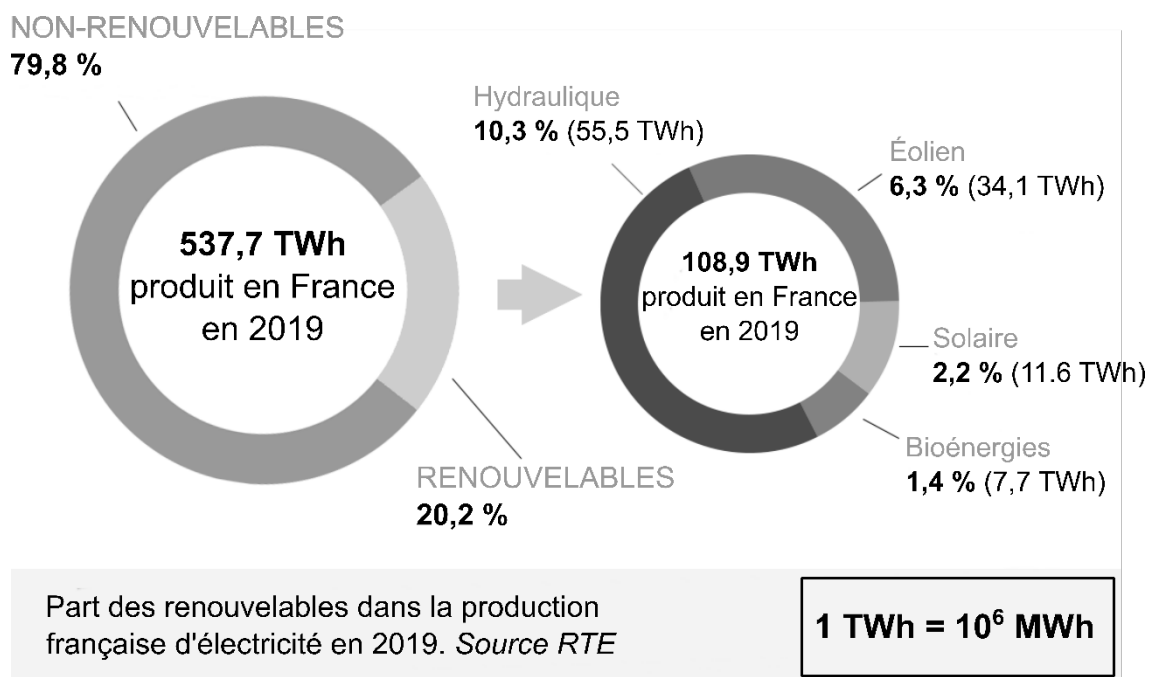 NON-RENOUVELABLES
79,8 %
537,7 TWh
produit en France
en 2019
RENOUVELABLES
20,2 %
Hydraulique
10,3 % (55,5 TWh)
108,9 TWh
produit en France
en 2019
Éolien
6,3 % (34,1 TWh)
Solaire
2,2 % (11.6 TWh)
Bioénergies
1,4 % (7,7 TWh)
Part des renouvelables dans la production
française d'électricité en 2019. Source RTE
1 TWh = 10⁶ MWh